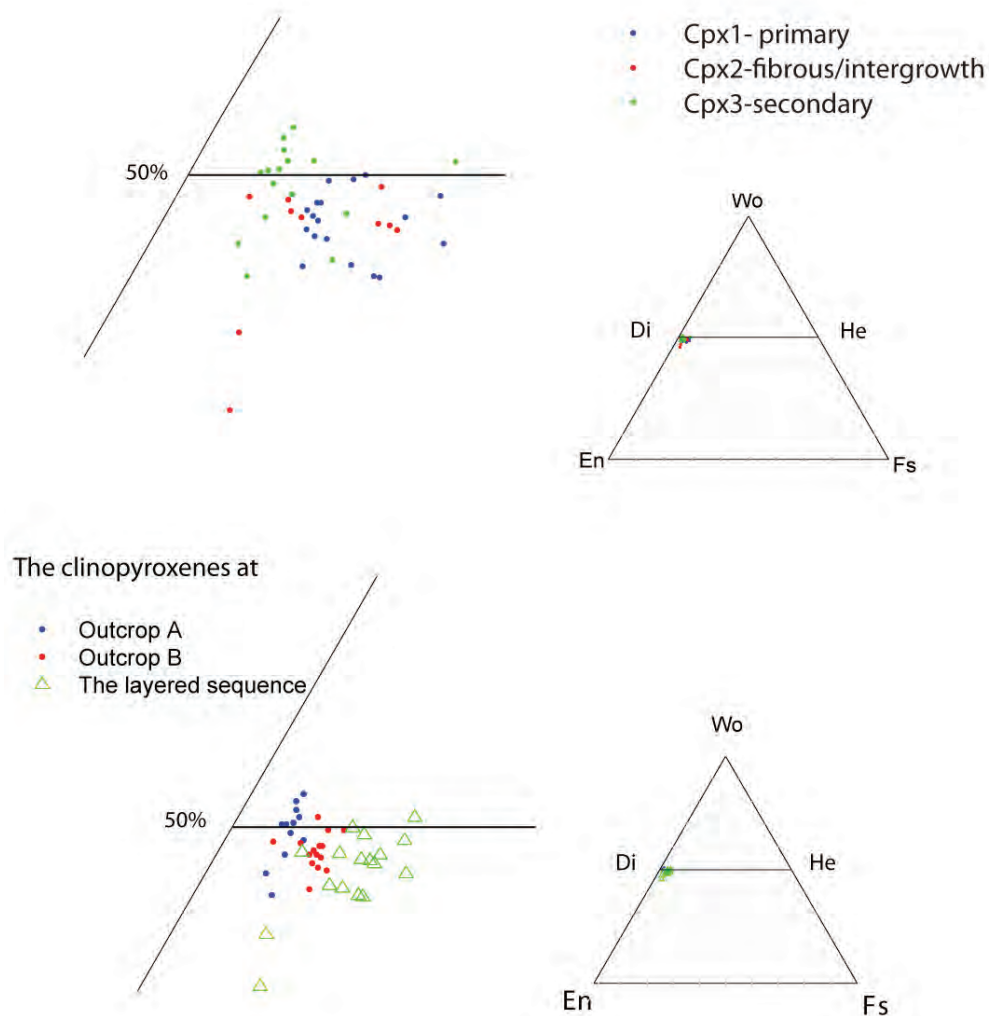 Cpx1- primary
Cpx2-fibrous/intergrowth
Cpx3-secondary
50%
Wo
Di
He
En
Fs
The clinopyroxenes at
Outcrop A
Outcrop B
The layered sequence
50%
Wo
Di
He
En
Fs